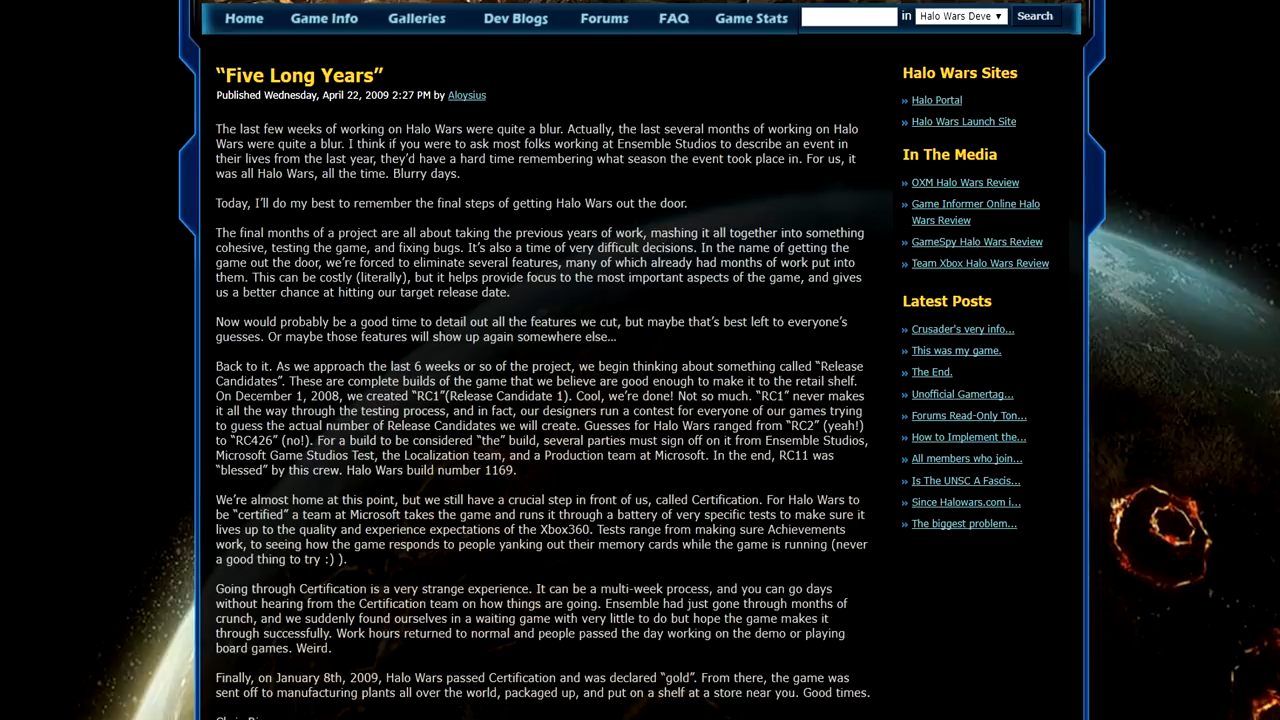 Home Game Info Galleries Dev Blogs Forums FAQ Game Stats in Halo Wars Deve ▼ Search
“Five Long Years”
Published Wednesday, April 22, 2009 2:27 PM by Aloysius
The last few weeks of working on Halo Wars were quite a blur. Actually, the last several months of working on Halo
Wars were quite a blur. I think if you were to ask most folks working at Ensemble Studios to describe an event in
their lives from the last year, they’d have a hard time remembering what season the event took place in. For us, it
was all Halo Wars, all the time. Blurry days.
Today, I’ll do my best to remember the final steps of getting Halo Wars out the door.
The final months of a project are all about taking the previous years of work, mashing it all together into something
cohesive, testing the game, and fixing bugs. It’s also a time of very difficult decisions. In the name of getting the
game out the door, we’re forced to eliminate several features, many of which already had months of work put into
them. This can be costly (literally), but it helps provide focus to the most important aspects of the game, and gives
us a better chance at hitting our target release date.
Now would probably be a good time to detail out all the features we cut, but maybe that’s best left to everyone’s
guesses. Or maybe those features will show up again somewhere else…
Back to it. As we approach the last 6 weeks or so of the project, we begin thinking about something called “Release
Candidates”. These are complete builds of the game that we believe are good enough to make it to the retail shelf.
On December 1, 2008, we created “RC1”(Release Candidate 1). Cool, we’re done! Not so much. “RC1” never makes
it all the way through the testing process, and in fact, our designers run a contest for everyone of our games trying
to guess the actual number of Release Candidates we will create. Guesses for Halo Wars ranged from “RC2” (yeah!)
to “RC426” (no!). For a build to be considered “the” build, several parties must sign off on it from Ensemble Studios,
Microsoft Game Studios Test, the Localization team, and a Production team at Microsoft. In the end, RC11 was
“blessed” by this crew. Halo Wars build number 1169.
We’re almost home at this point, but we still have a crucial step in front of us, called Certification. For Halo Wars to
be “certified” a team at Microsoft takes the game and runs it through a battery of very specific tests to make sure it
lives up to the quality and experience expectations of the Xbox360. Tests range from making sure Achievements
work, to seeing how the game responds to people yanking out their memory cards while the game is running (never
a good thing to try :) ).
Going through Certification is a very strange experience. It can be a multi-week process, and you can go days
without hearing from the Certification team on how things are going. Ensemble had just gone through months of
crunch, and we suddenly found ourselves in a waiting game with very little to do but hope the game makes it
through successfully. Work hours returned to normal and people passed the day working on the demo or playing
board games. Weird.
Finally, on January 8th, 2009, Halo Wars passed Certification and was declared “gold”. From there, the game was
sent off to manufacturing plants all over the world, packaged up, and put on a shelf at a store near you. Good times.
Halo Wars Sites
Halo Portal
Halo Wars Launch Site
In The Media
OXM Halo Wars Review
Game Informer Online Halo
Wars Review
GameSpy Halo Wars Review
Team Xbox Halo Wars Review
Latest Posts
Crusader's very info...
This was my game.
The End.
Unofficial Gamertag...
Forums Read-Only Ton...
How to Implement the...
All members who join...
Is The UNSC A Fascis...
Since Halowars.com i...
The biggest problem...